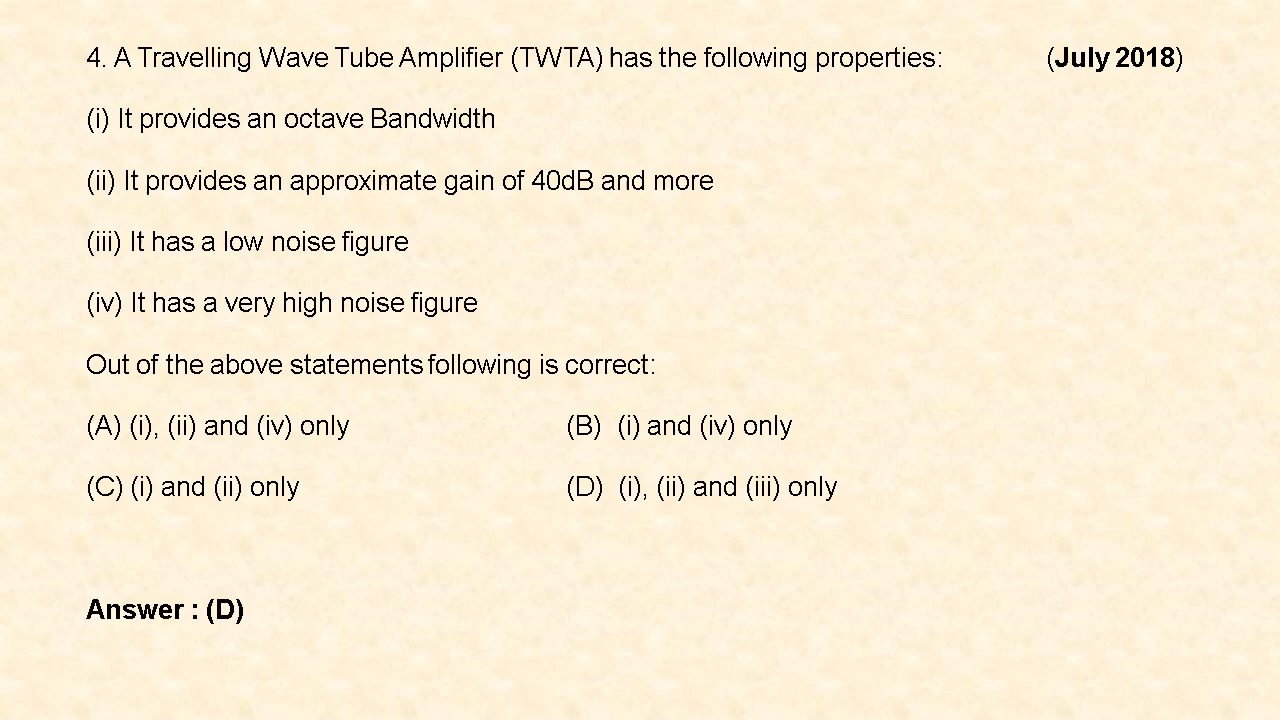 4. A Travelling Wave Tube Amplifier (TWTA) has the following properties: (July 2018)
(i) It provides an octave Bandwidth
(ii) It provides an approximate gain of 40dB and more
(iii) It has a low noise figure
(iv) It has a very high noise figure
Out of the above statements following is correct:
(A) (i), (ii) and (iv) only (B) (i) and (iv) only
(C) (i) and (ii) only (D) (i), (ii) and (iii) only
Answer : (D)